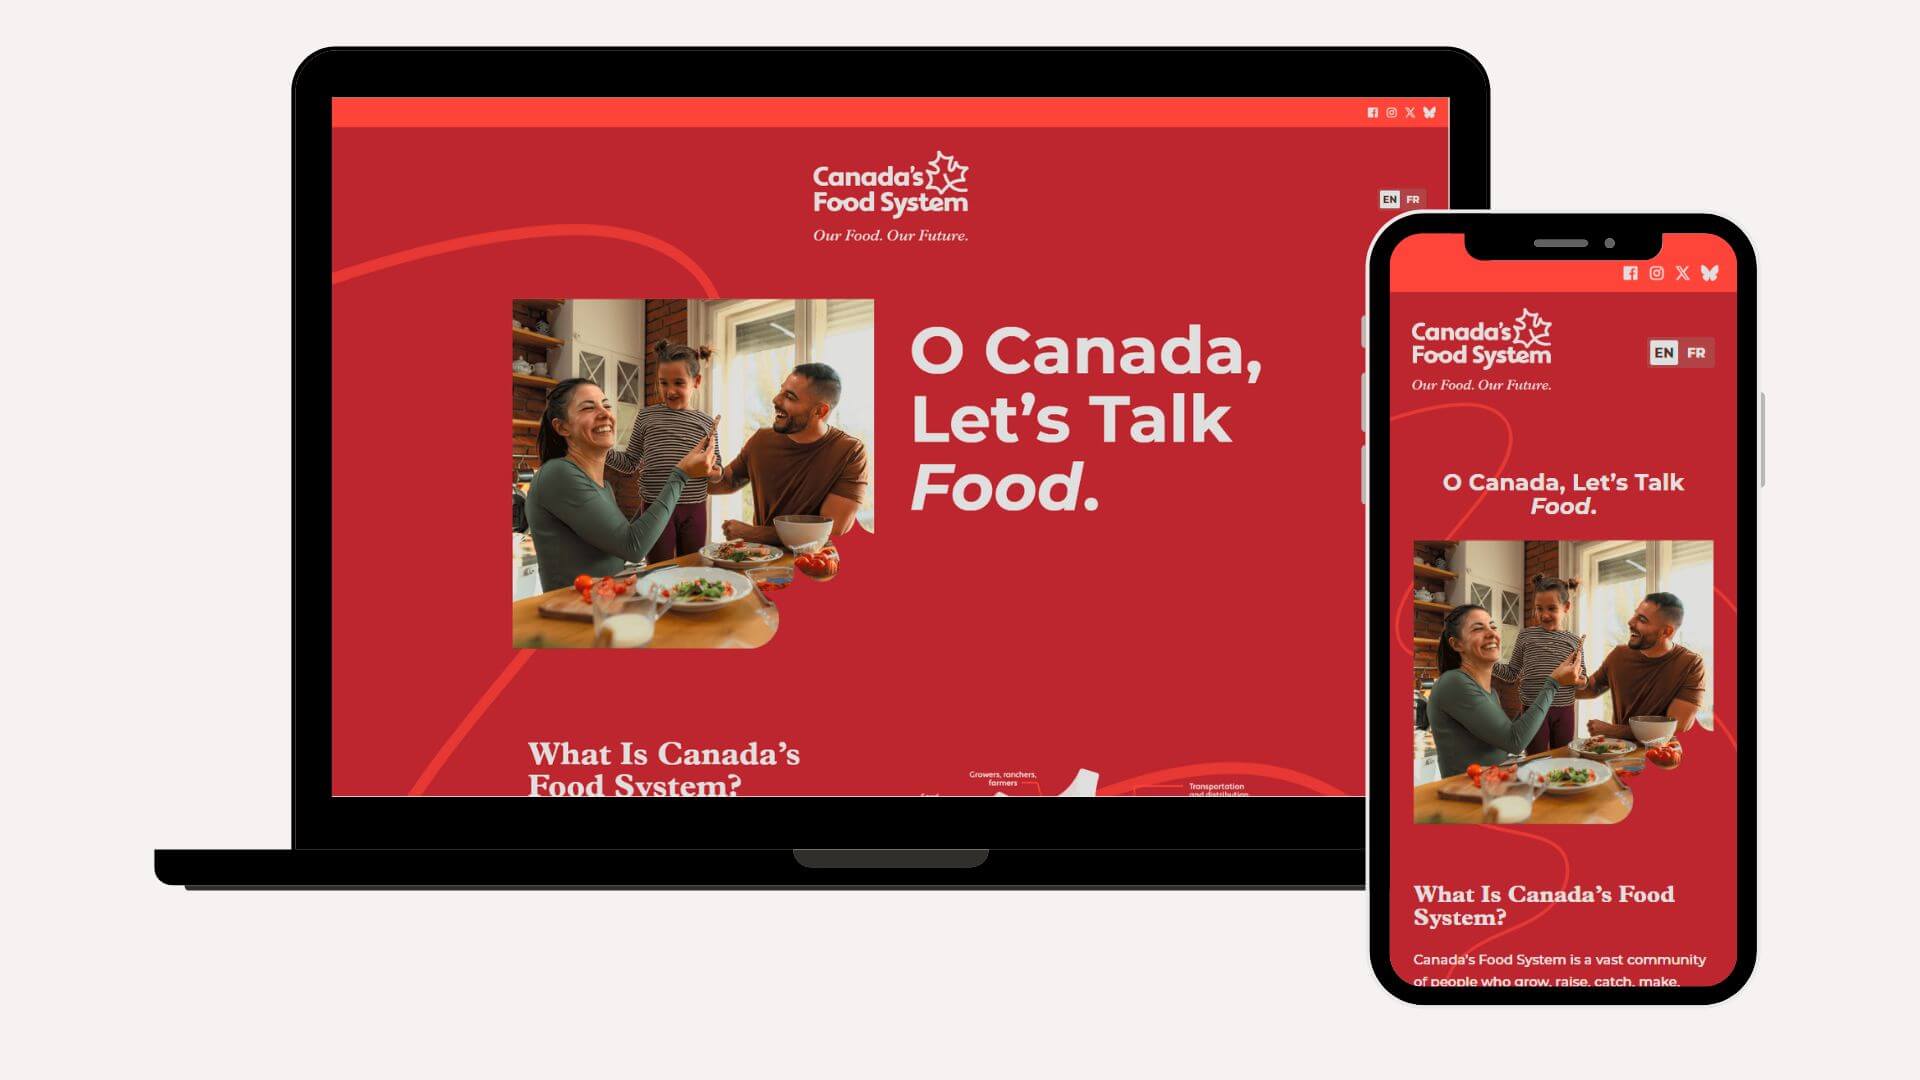 Canada's
Food System
Our Food. Our Future.
EN FR
O Canada,
Let's Talk
Food.
What Is Canada's
Food System?
Growers, ranchers,
farmers
Transportation
and distribution
Canada's
Food System
Our Food. Our Future.
EN FR
O Canada, Let's Talk
Food.
What Is Canada's Food
System?
Canada's Food System is a vast community
of people who grow, raise, catch, make,